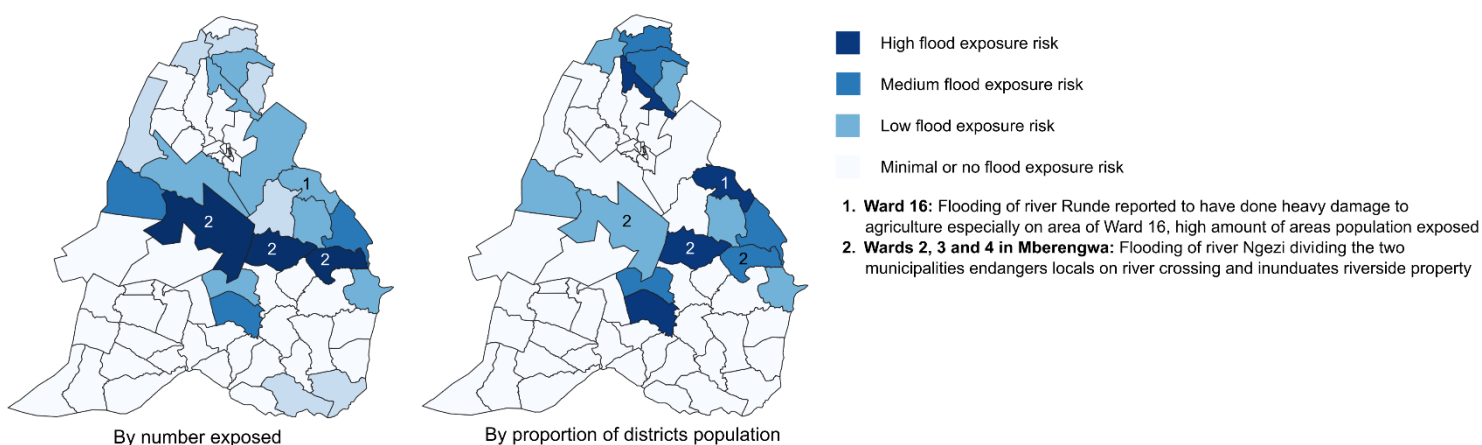 2
1
2
2
By number exposed
1
2
2
2
By proportion of districts population
High flood exposure risk
Medium flood exposure risk
Low flood exposure risk
Minimal or no flood exposure risk
1. Ward 16: Flooding of river Runde reported to have done heavy damage to
agriculture especially on area of Ward 16, high amount of areas population exposed
2. Wards 2, 3 and 4 in Mberengwa: Flooding of river Ngezi dividing the two
municipalities endangers locals on river crossing and inunduates riverside property